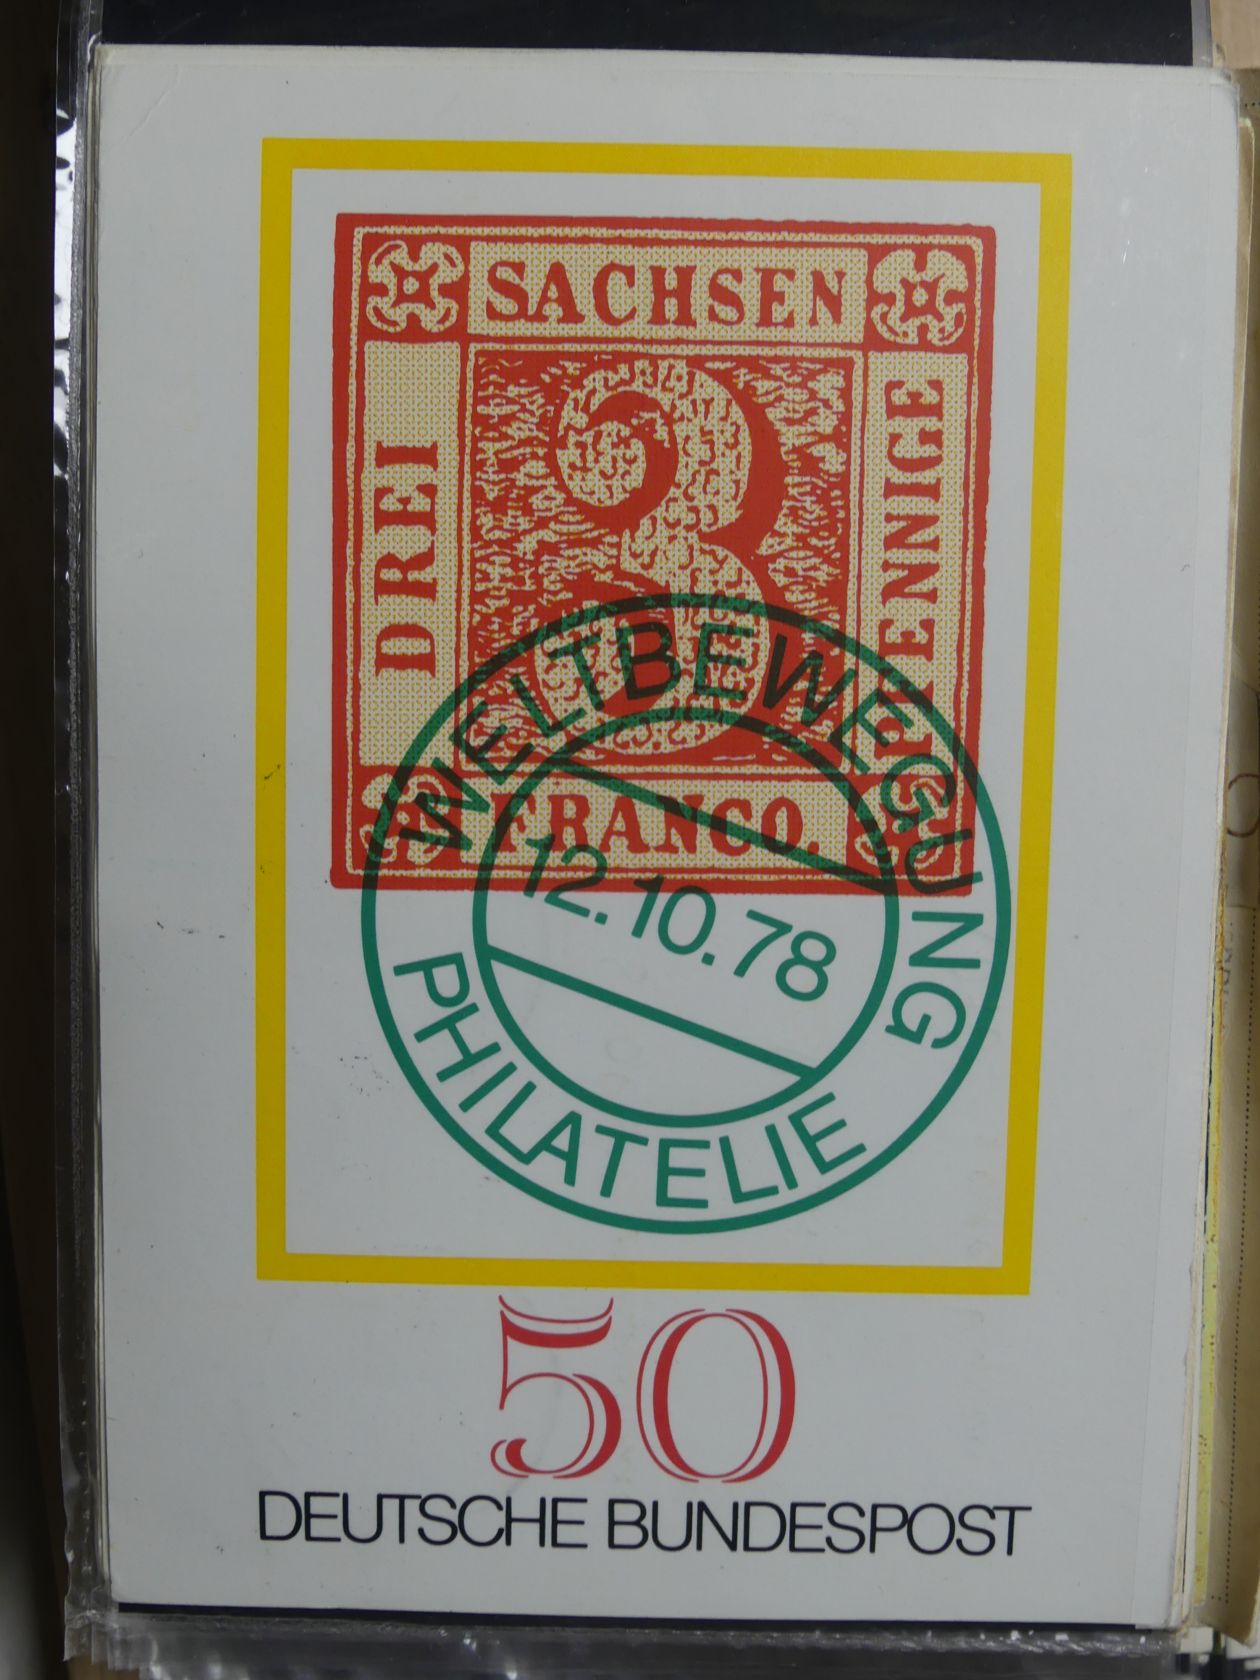 SACHSEN
DREI
PFENNIGE
3
FRANCO.
WELTBEWEGUNG
12.10.78
PHILATELIE
50
DEUTSCHE BUNDESPOST